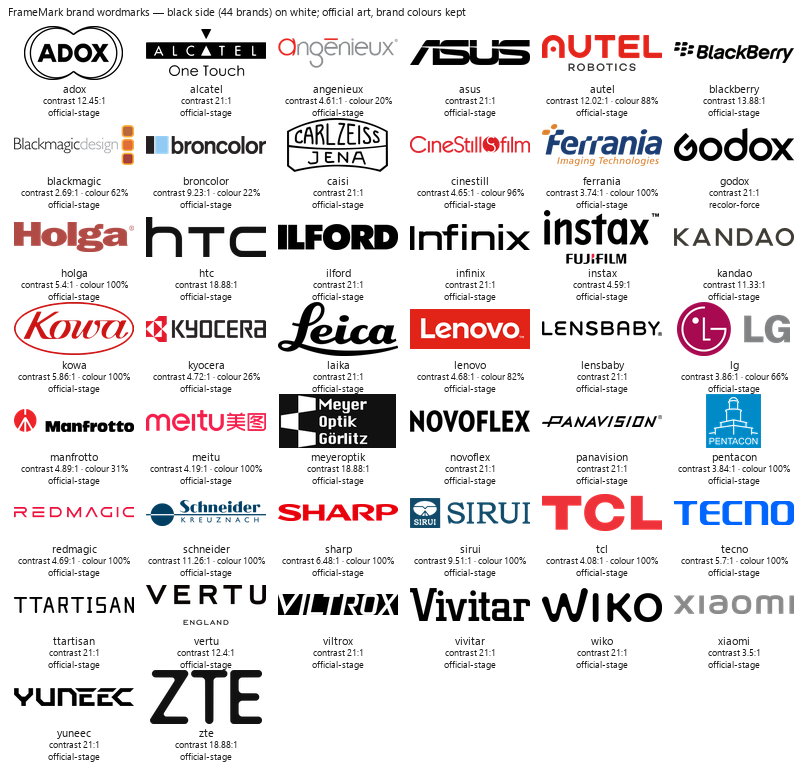 FrameMark brand wordmarks — black side (44 brands) on white; official art, brand colours kept
ADOX
adox
contrast 12.45:1
official-stage
ALCATEL
One Touch
alcatel
contrast 21:1
official-stage
angénieux®
angenieux
contrast 4.61:1 · colour 20%
official-stage
ASUS
asus
contrast 21:1
official-stage
AUTEL
ROBOTICS
autel
contrast 12.02:1 · colour 88%
official-stage
BlackBerry
blackberry
contrast 13.88:1
official-stage
Blackmagicdesign
blackmagic
contrast 2.69:1 · colour 62%
official-stage
broncolor
broncolor
contrast 9.23:1 · colour 22%
official-stage
CARL ZEISS
JENA
caisi
contrast 21:1
official-stage
CineStill film
cinestill
contrast 4.65:1 · colour 96%
official-stage
Ferrania
Imaging Technologies
ferrania
contrast 3.74:1 · colour 100%
official-stage
Godox
godox
contrast 21:1
recolor-force
Holga®
holga
contrast 5.4:1 · colour 100%
official-stage
hTC
htc
contrast 18.88:1
official-stage
ILFORD
ilford
contrast 21:1
official-stage
Infinix
infinix
contrast 21:1
official-stage
instax™
FUJIFILM
instax
contrast 4.59:1
official-stage
KANDAO
kandao
contrast 11.33:1
official-stage
Kowa
kowa
contrast 5.86:1 · colour 100%
official-stage
KYOCERA
kyocera
contrast 4.72:1 · colour 26%
official-stage
Leica
laika
contrast 21:1
official-stage
Lenovo
lenovo
contrast 4.68:1 · colour 82%
official-stage
LENSBABY
lensbaby
contrast 21:1
official-stage
LG
lg
contrast 3.86:1 · colour 66%
official-stage
Manfrotto
manfrotto
contrast 4.89:1 · colour 31%
official-stage
meitu美图
meitu
contrast 4.19:1 · colour 100%
official-stage
Meyer
Optik
Görlitz
meyeroptik
contrast 18.88:1
official-stage
NOVOFLEX
novoflex
contrast 21:1
official-stage
PANAVISION®
panavision
contrast 21:1
official-stage
PENTACON
pentacon
contrast 3.84:1 · colour 100%
official-stage
REDMAGIC
redmagic
contrast 4.69:1 · colour 100%
official-stage
Schneider
KREUZNACH
schneider
contrast 11.26:1 · colour 100%
official-stage
SHARP
sharp
contrast 6.48:1 · colour 100%
official-stage
SIRUI SIRUI
sirui
contrast 9.51:1 · colour 100%
official-stage
TCL
tcl
contrast 4.08:1 · colour 100%
official-stage
TECNO
tecno
contrast 5.7:1 · colour 100%
official-stage
TTARTISAN
ttartisan
contrast 21:1
official-stage
VERTU
ENGLAND
vertu
contrast 12.4:1
official-stage
VILTROX
viltrox
contrast 21:1
official-stage
Vivitar
vivitar
contrast 21:1
official-stage
WIKO
wiko
contrast 21:1
official-stage
xiaomi
xiaomi
contrast 3.5:1
official-stage
YUNEEC
yuneec
contrast 21:1
official-stage
ZTE
zte
contrast 18.88:1
official-stage